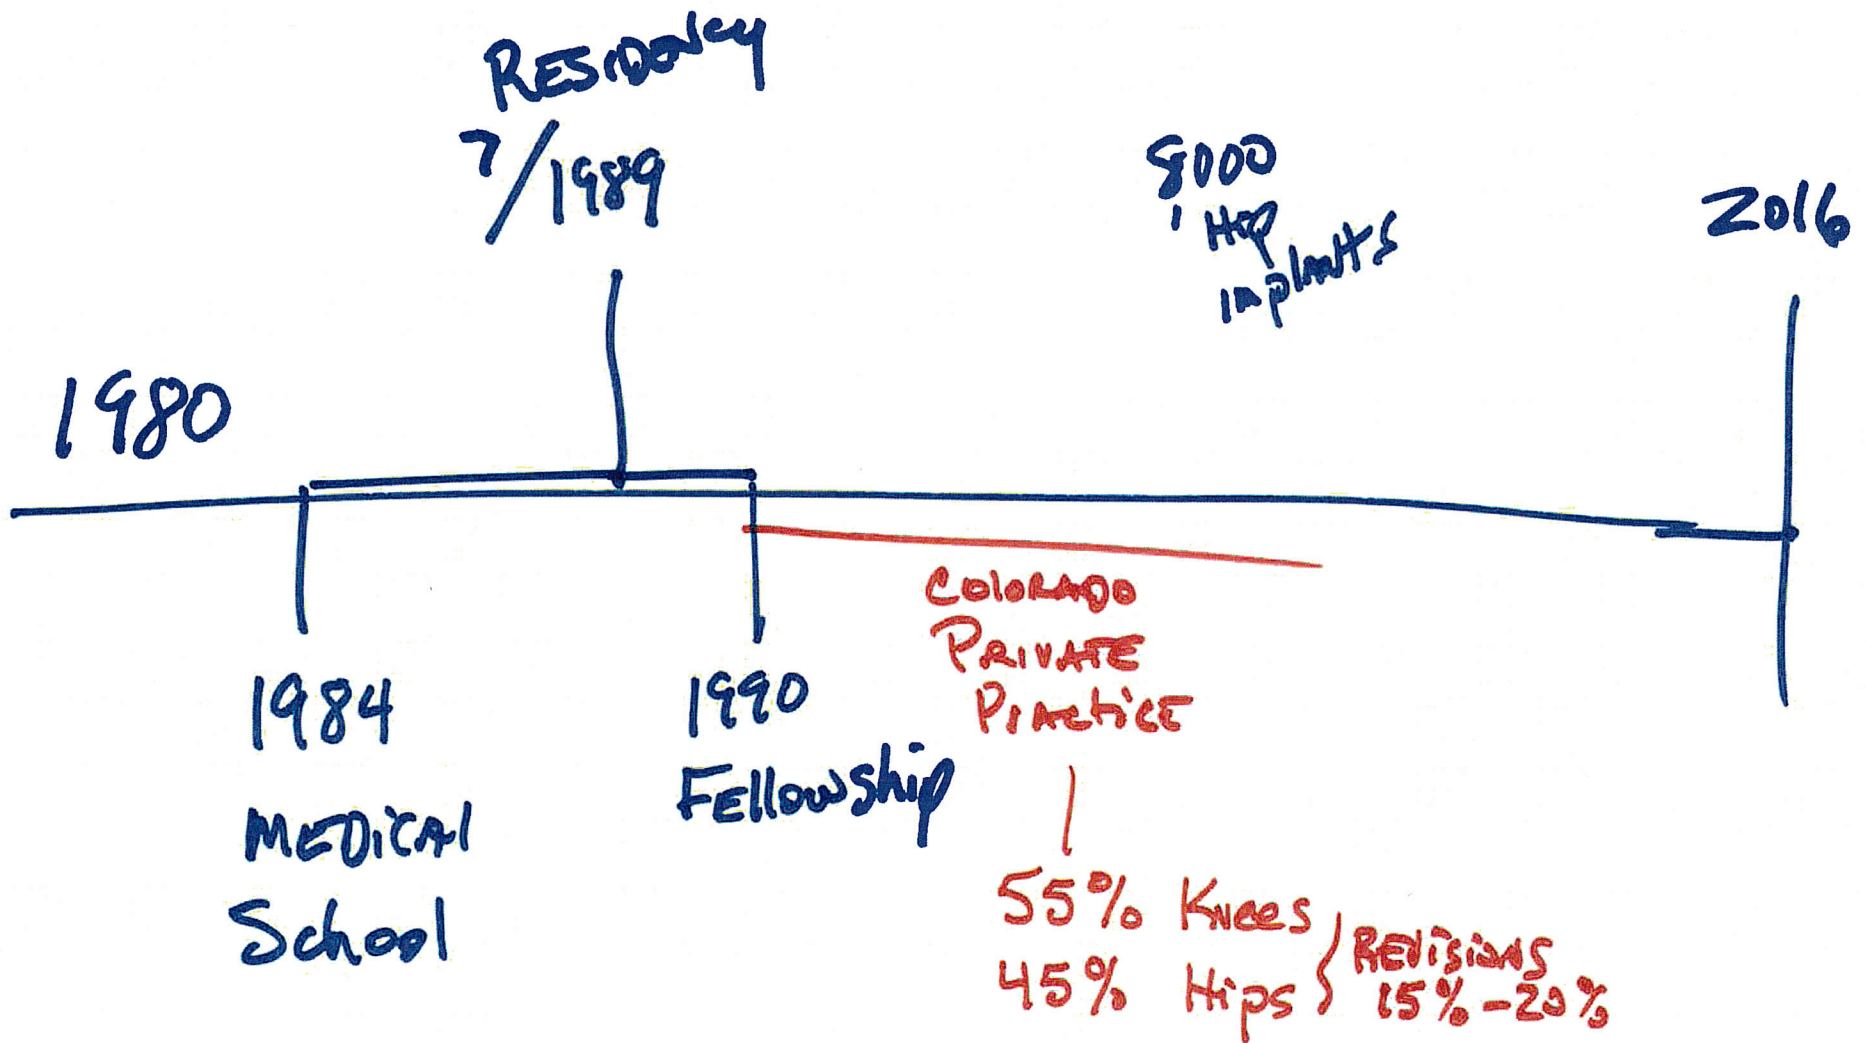 RESIDENCY
7/1989
8000
Hip
implants
2016
1980
1984
MEDICAL
School
1990
Fellowship
COLORADO
PRIVATE
PRACTICE
55% Knees
45% Hips
REVISIONS
15%-20%